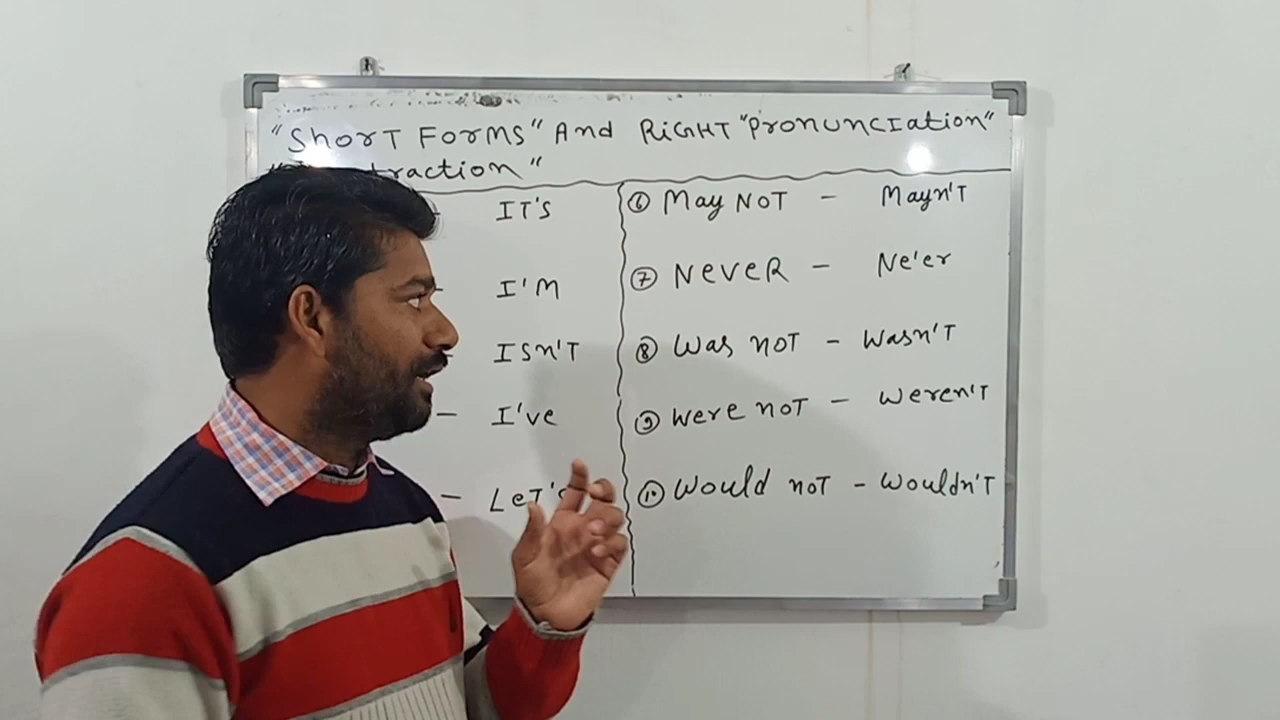 "Short Forms" And Right "Pronunciation"
traction"
IT'S
- I'M
ISn'T
- I've
- LeT's
⑥ May NOT - Mayn'T
⑦ Never - Ne'er
⑧ Was noT - Wasn'T
⑨ Were noT - Weren'T
⑩ Would noT - Wouldn'T